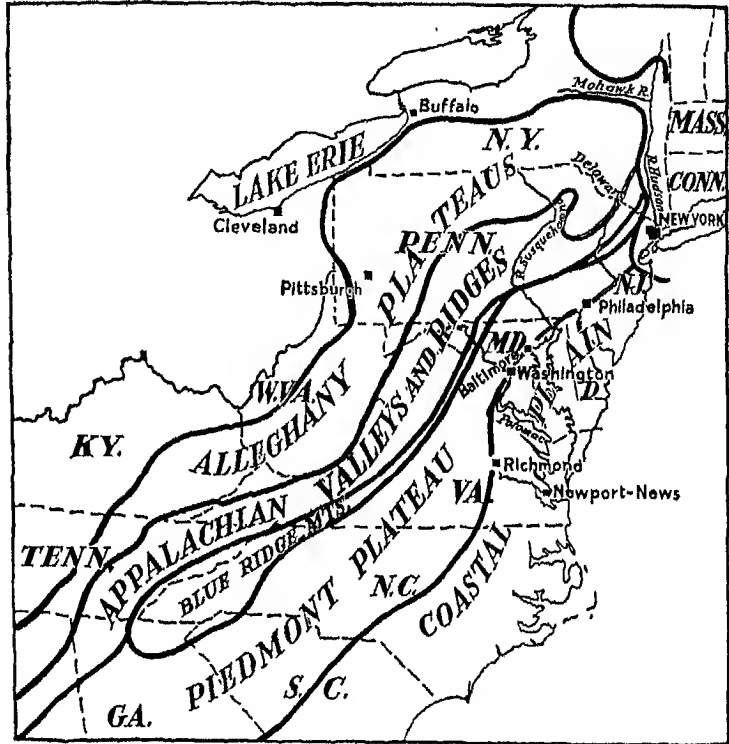 Mohawk R.
Buffalo
MASS.
N. Y.
LAKE ERIE
Delaware
R. Hudson
CONN.
Cleveland
NEW YORK
PENN.
R. Susquehanna
Pittsburgh
N.J.
Philadelphia
MD.
Baltimore
Washington
D.
W.VA.
ALLEGHANY PLATEAUS
KY.
Potomac
Richmond
VA.
Newport-News
TENN.
APPALACHIAN VALLEYS AND RIDGES
BLUE RIDGE MTS.
N.C.
PIEDMONT PLATEAU
COASTAL PLAIN
S. C.
GA.